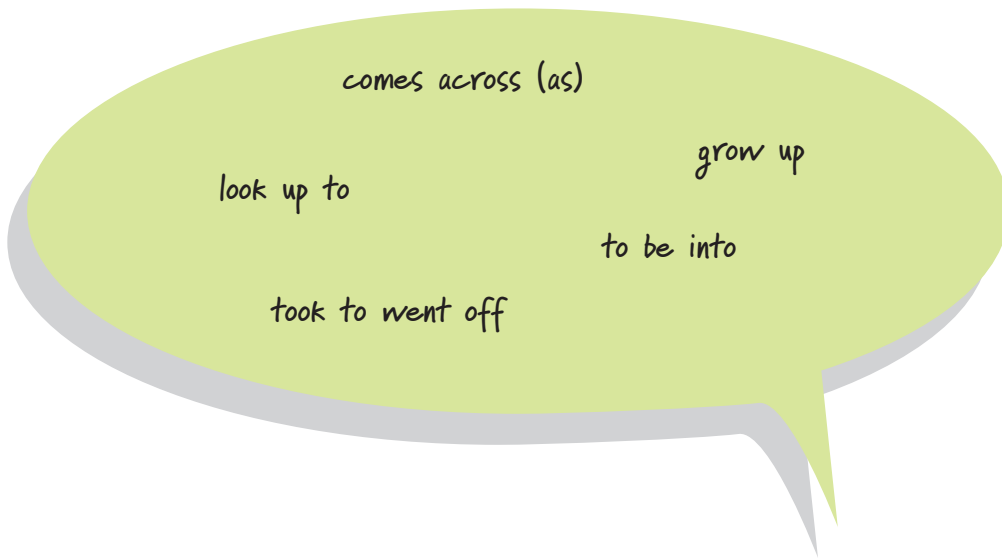 comes across (as)
grow up
look up to
to be into
took to went off